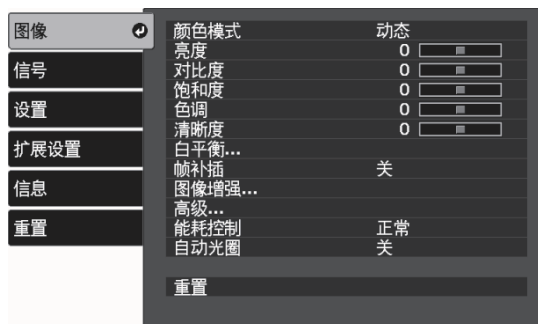 图像
信号
设置
扩展设置
信息
重置
颜色模式 动态
亮度 0
对比度 0
饱和度 0
色调 0
清晰度 0
白平衡...
帧补插 关
图像增强...
高级...
能耗控制 正常
自动光圈 关
重置